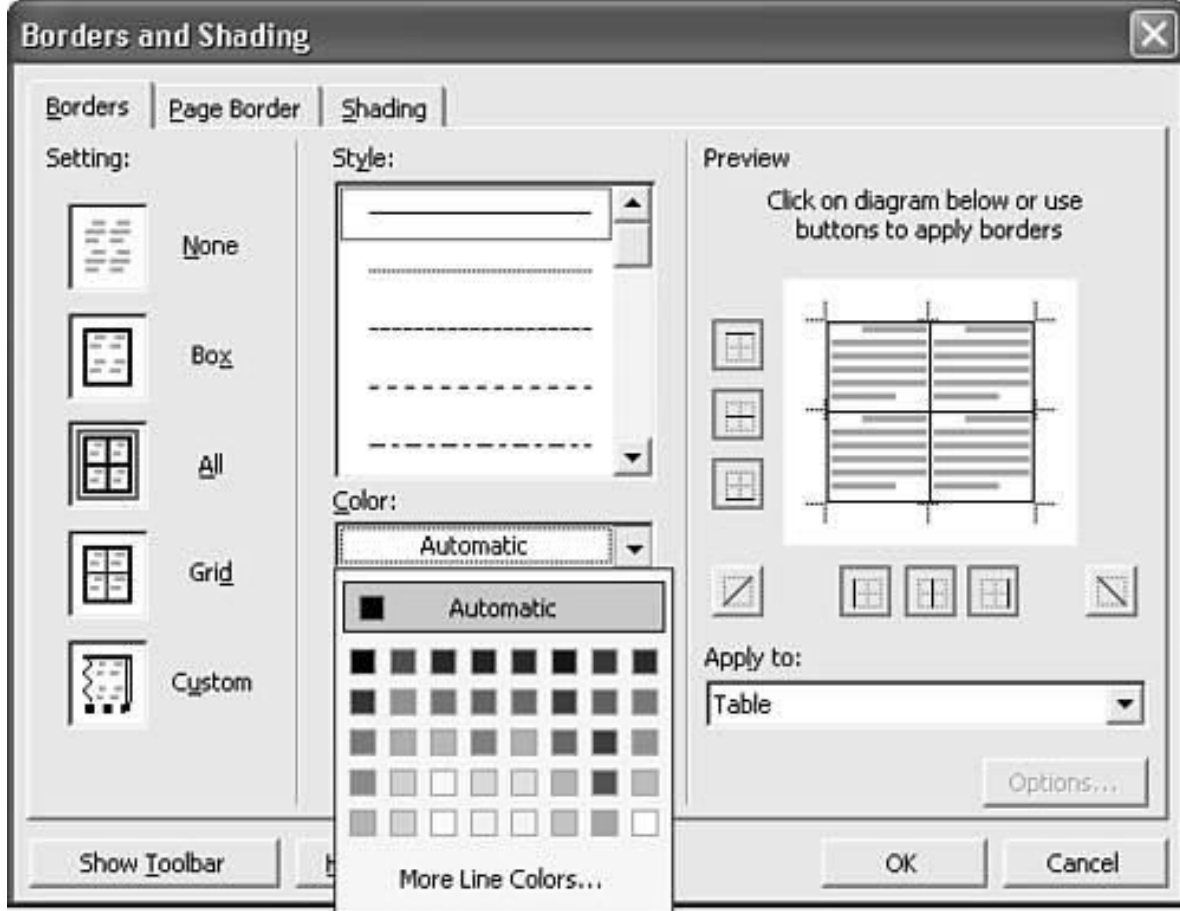 Borders and Shading
Borders
Page Border
Shading
Setting:
None
Box
All
Grid
Custom
Style:
Color:
Automatic
Automatic
More Line Colors...
Preview
Click on diagram below or use
buttons to apply borders
Apply to:
Table
Options...
Show Toolbar
OK
Cancel